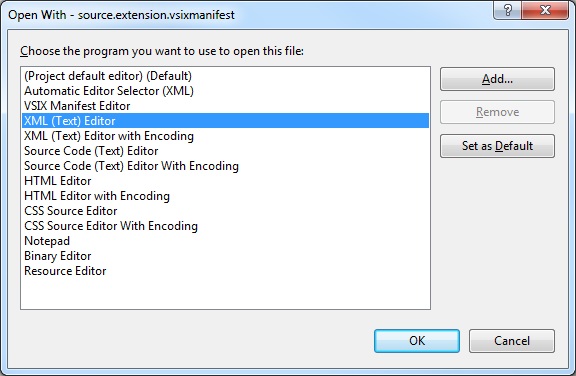 Open With - source.extension.vsixmanifest
Choose the program you want to use to open this file:
(Project default editor) (Default)
Automatic Editor Selector (XML)
VSIX Manifest Editor
XML (Text) Editor
XML (Text) Editor with Encoding
Source Code (Text) Editor
Source Code (Text) Editor With Encoding
HTML Editor
HTML Editor with Encoding
CSS Source Editor
CSS Source Editor With Encoding
Notepad
Binary Editor
Resource Editor
Add...
Remove
Set as Default
OK
Cancel